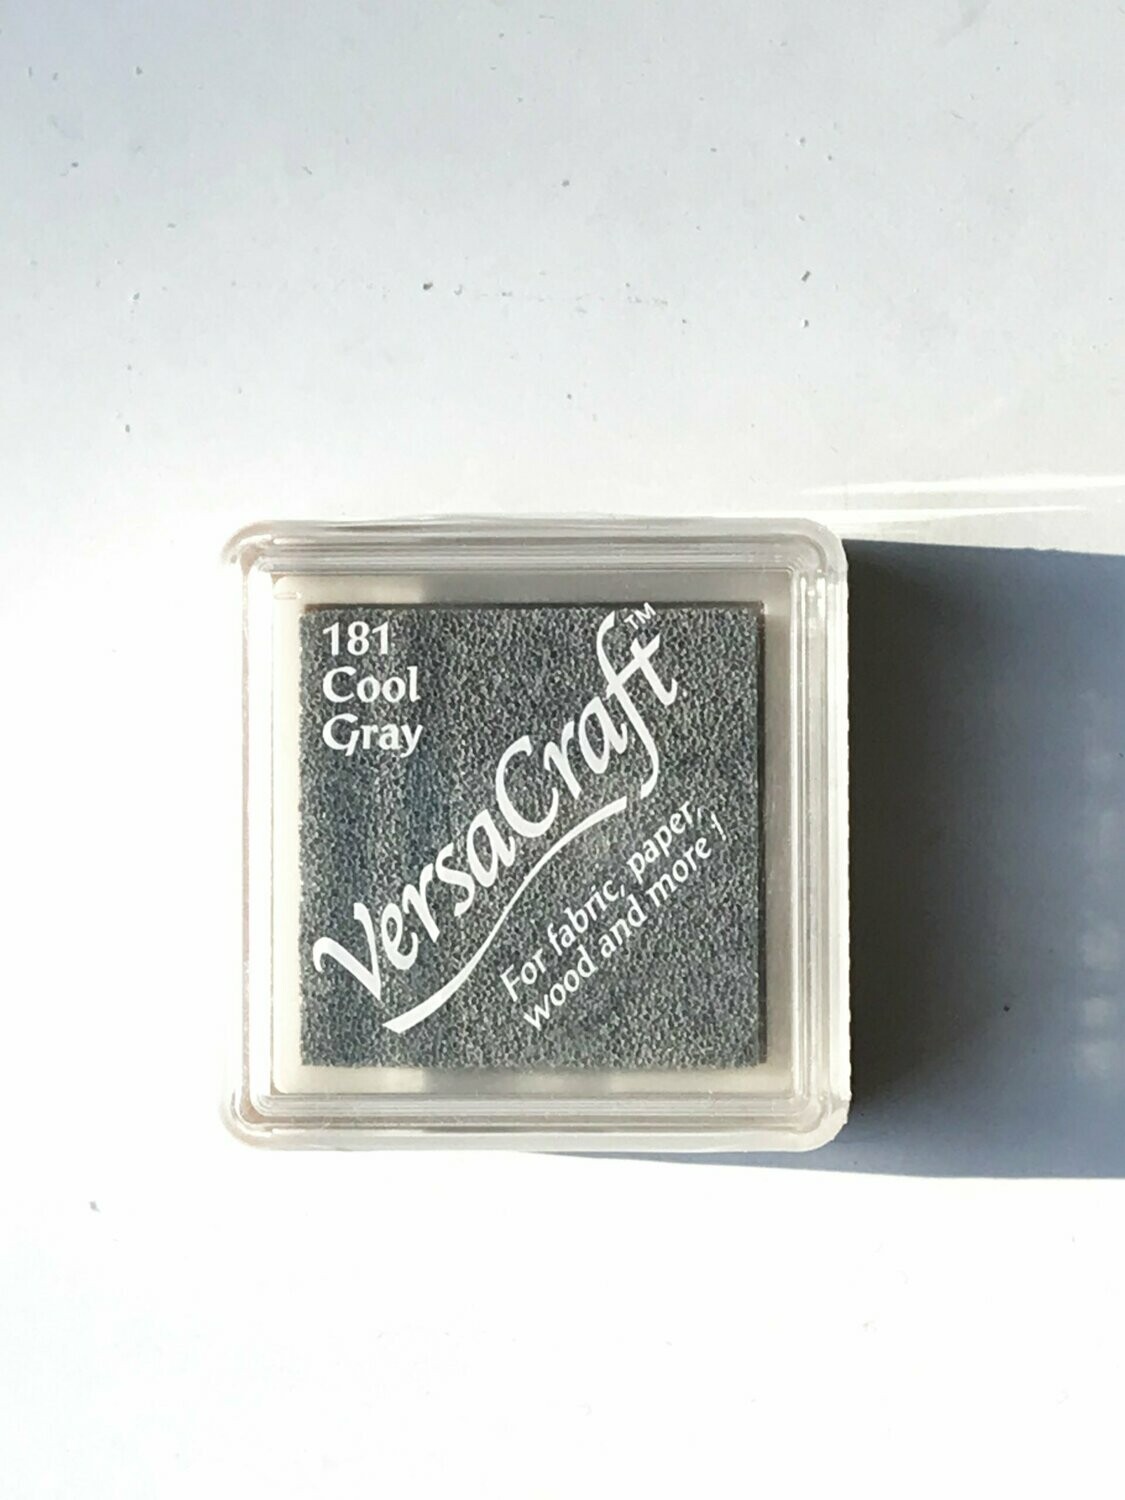 181
Cool
Gray
VersaCraft™
For fabric, paper,
wood and more !